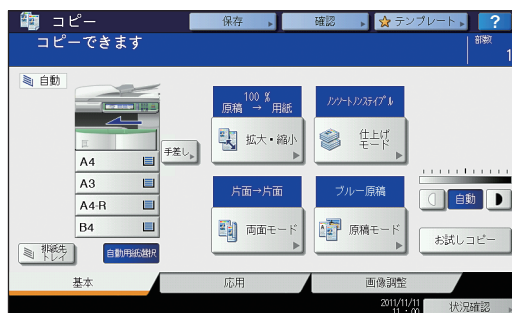 コピー
保存
確認
テンプレート
?
コピーできます
部数
1
自動
100 %
原稿 → 用紙
ノンソート/ノンステイプル
拡大・縮小
仕上げ
モード
手差し
A4
A3
A4-R
B4
片面→片面
ブルー原稿
両面モード
原稿モード
自動
お試しコピー
排紙先
トレイ
自動用紙選択
基本
応用
画像調整
2011/11/11
11 : 00
状況確認